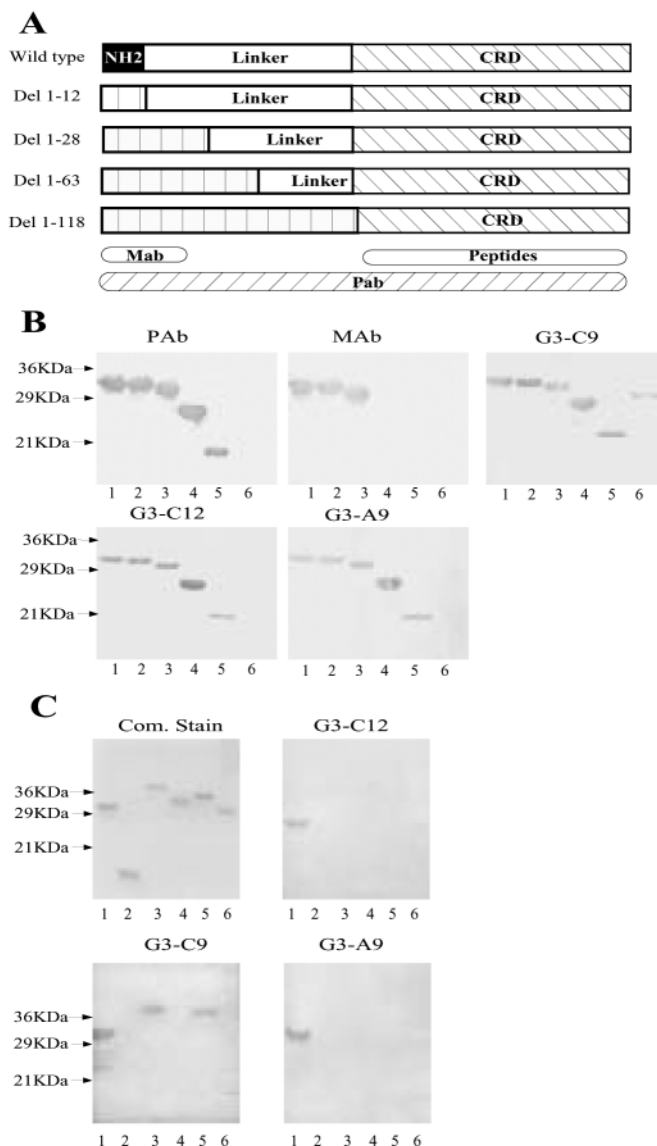 A
Wild type NH2 Linker CRD
Del 1-12 Linker CRD
Del 1-28 Linker CRD
Del 1-63 Linker CRD
Del 1-118 CRD
Mab Peptides
Pab
B
PAb MAb G3-C9
36KDa
29KDa
21KDa
1 2 3 4 5 6 1 2 3 4 5 6 1 2 3 4 5 6
G3-C12 G3-A9
36KDa
29KDa
21KDa
1 2 3 4 5 6 1 2 3 4 5 6
C
Com. Stain G3-C12
36KDa
29KDa
21KDa
1 2 3 4 5 6 1 2 3 4 5 6
G3-C9 G3-A9
36KDa
29KDa
21KDa
1 2 3 4 5 6 1 2 3 4 5 6